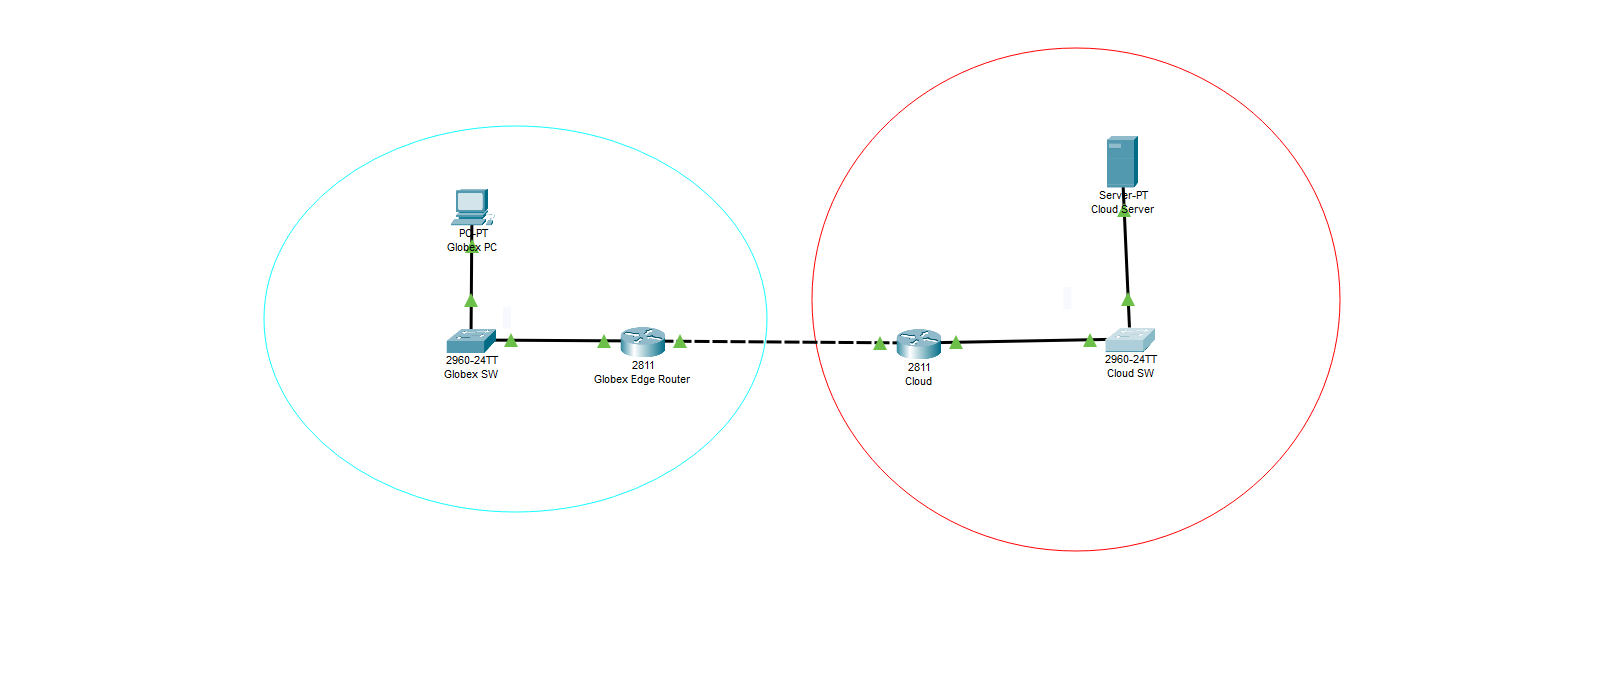 PC-PT
Globex PC
2960-24TT
Globex SW
2811
Globex Edge Router
2811
Cloud
Server-PT
Cloud Server
2960-24TT
Cloud SW